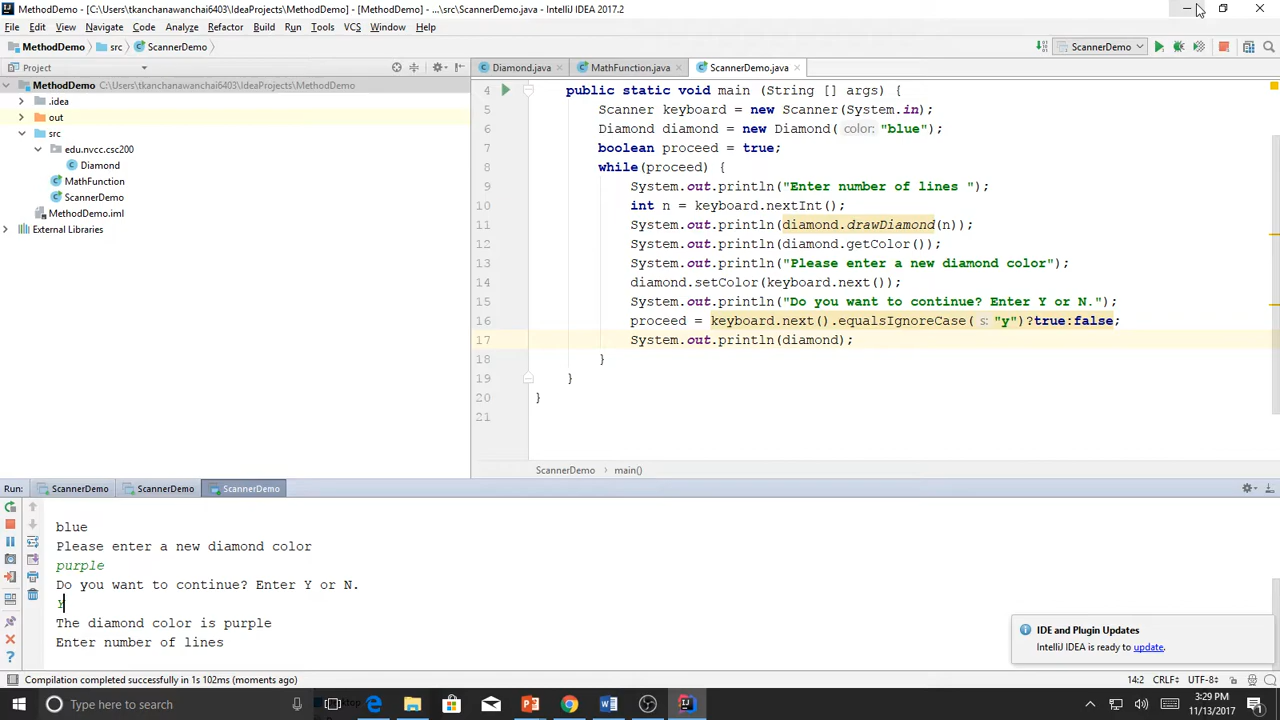 MethodDemo - [C:\Users\tkanchanawanchai6403\IdeaProjects\MethodDemo] - [MethodDemo] - ...\src\ScannerDemo.java - IntelliJ IDEA 2017.2
File Edit View Navigate Code Analyze Refactor Build Run Tools VCS Window Help
MethodDemo src ScannerDemo ScannerDemo
Project
MethodDemo C:\Users\tkanchanawanchai6403\IdeaProjects\MethodDemo
.idea
out
src
edu.nvcc.csc200
Diamond
MathFunction
ScannerDemo
MethodDemo.iml
External Libraries
Diamond.java MathFunction.java ScannerDemo.java
4 public static void main (String [] args) {
5 Scanner keyboard = new Scanner(System.in);
6 Diamond diamond = new Diamond( color: "blue");
7 boolean proceed = true;
8 while(proceed) {
9 System.out.println("Enter number of lines ");
10 int n = keyboard.nextInt();
11 System.out.println(diamond.drawDiamond(n));
12 System.out.println(diamond.getColor());
13 System.out.println("Please enter a new diamond color");
14 diamond.setColor(keyboard.next());
15 System.out.println("Do you want to continue? Enter Y or N.");
16 proceed = keyboard.next().equalsIgnoreCase( s: "y")?true:false;
17 System.out.println(diamond);
18 }
19 }
20 }
21
ScannerDemo main()
Run: ScannerDemo ScannerDemo ScannerDemo
blue
Please enter a new diamond color
purple
Do you want to continue? Enter Y or N.
y
The diamond color is purple
Enter number of lines
IDE and Plugin Updates
IntelliJ IDEA is ready to update.
Compilation completed successfully in 1s 102ms (moments ago) 14:2 CRLF÷ UTF-8÷
Type here to search
3:29 PM
11/13/2017